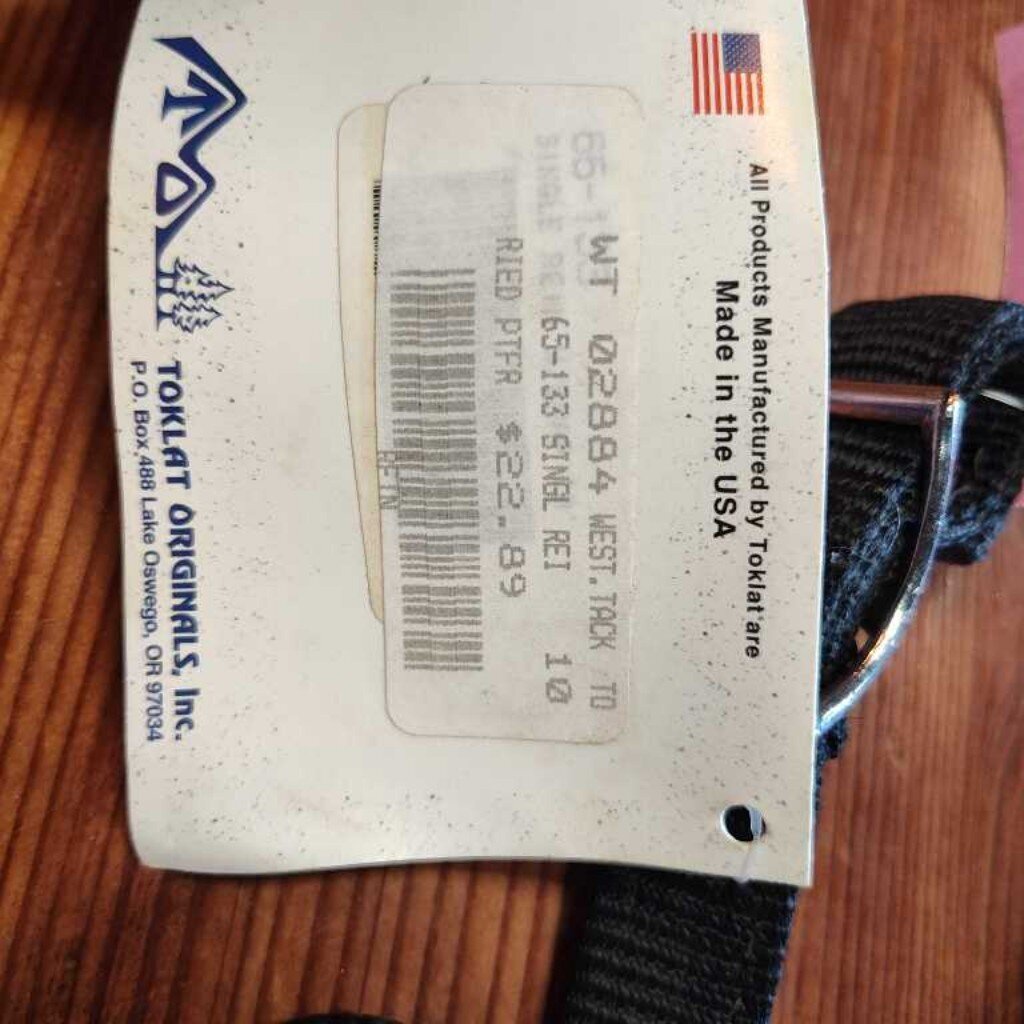 All Products Manufactured by Toklat are
Made in the USA
WT 02884 WEST.TACK TO
65-133 SINGL REI 10
RIED PTFR $22.89
TOKLAT ORIGINALS, Inc.
P.O. Box 488 Lake Oswego, OR 97034